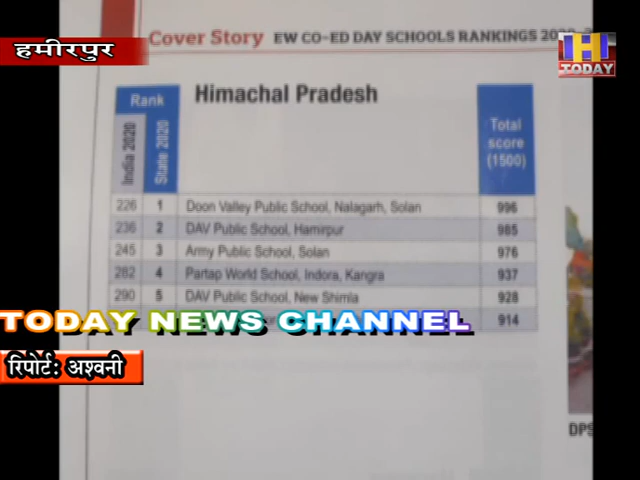 हमीरपुर
Cover Story EW CO-ED DAY SCHOOLS RANKINGS
H
TODAY
Himachal Pradesh
Rank
India 2020
State 2020
Total
score
(1500)
226 1 Doon Valley Public School, Nalagarh, Solan 996
236 2 DAV Public School, Hamirpur 985
245 3 Army Public School, Solan 976
282 4 Partap World School, Indora, Kangra 937
290 5 DAV Public School, New Shimla 928
914
TODAY NEWS CHANNEL
रिपोर्ट: अश्वनी
DPS